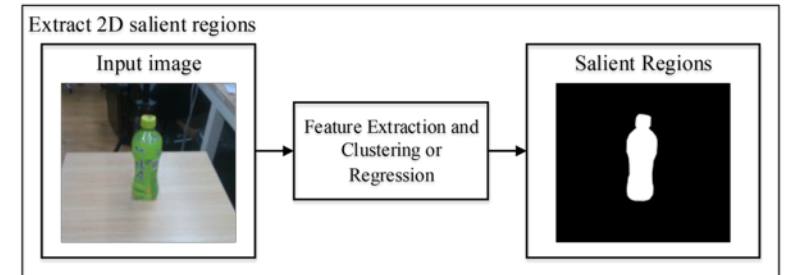 Extract 2D salient regions
Input image
Feature Extraction and
Clustering or
Regression
Salient Regions